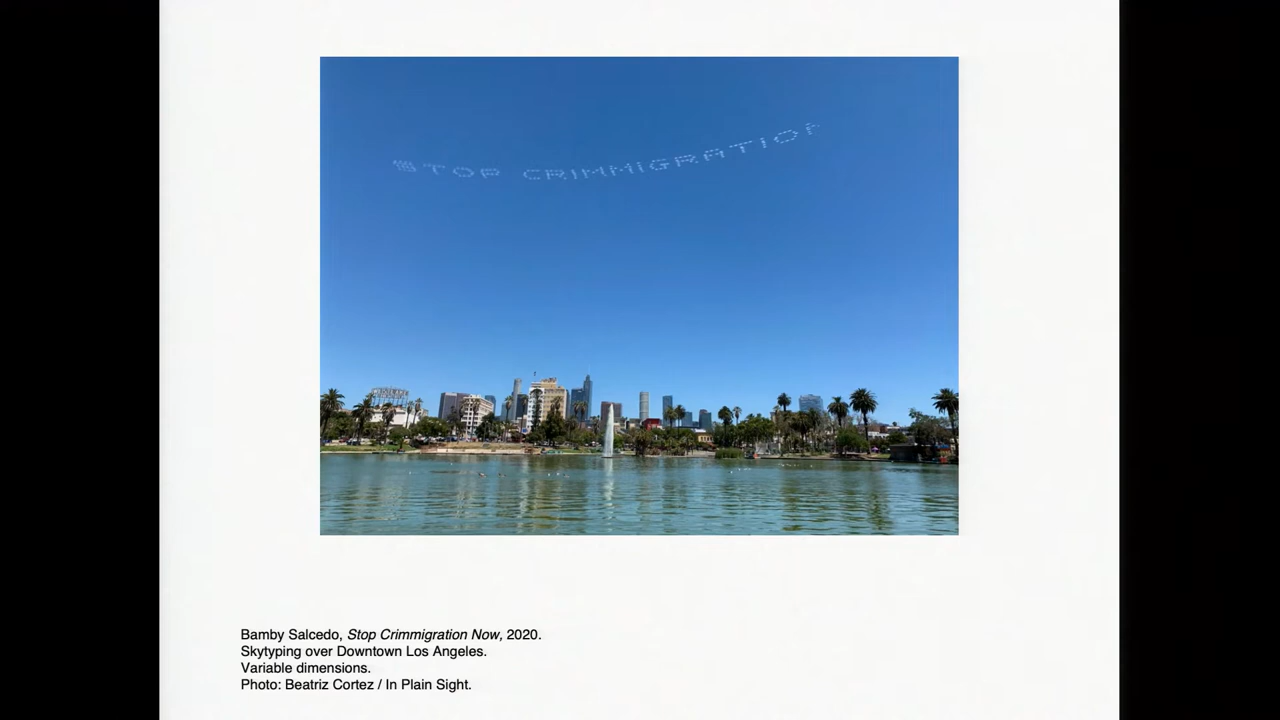 STOP CRIMMIGRATION
Bamby Salcedo, Stop Crimmigration Now, 2020.
Skytyping over Downtown Los Angeles.
Variable dimensions.
Photo: Beatriz Cortez / In Plain Sight.